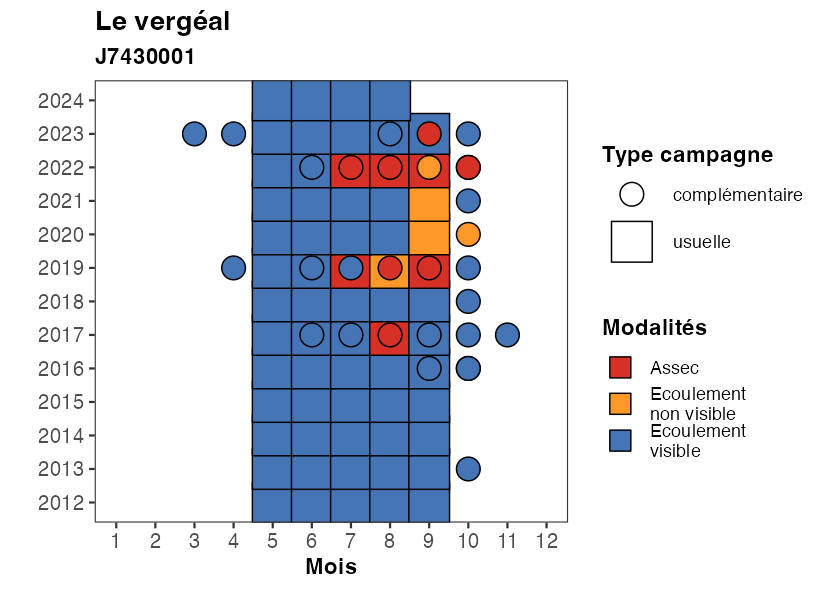 Le vergéal
J7430001
2024
2023
2022
2021
2020
2019
2018
2017
2016
2015
2014
2013
2012
1 2 3 4 5 6 7 8 9 10 11 12
Mois
Type campagne
complémentaire
usuelle
Modalités
Assec
Ecoulement
non visible
Ecoulement
visible